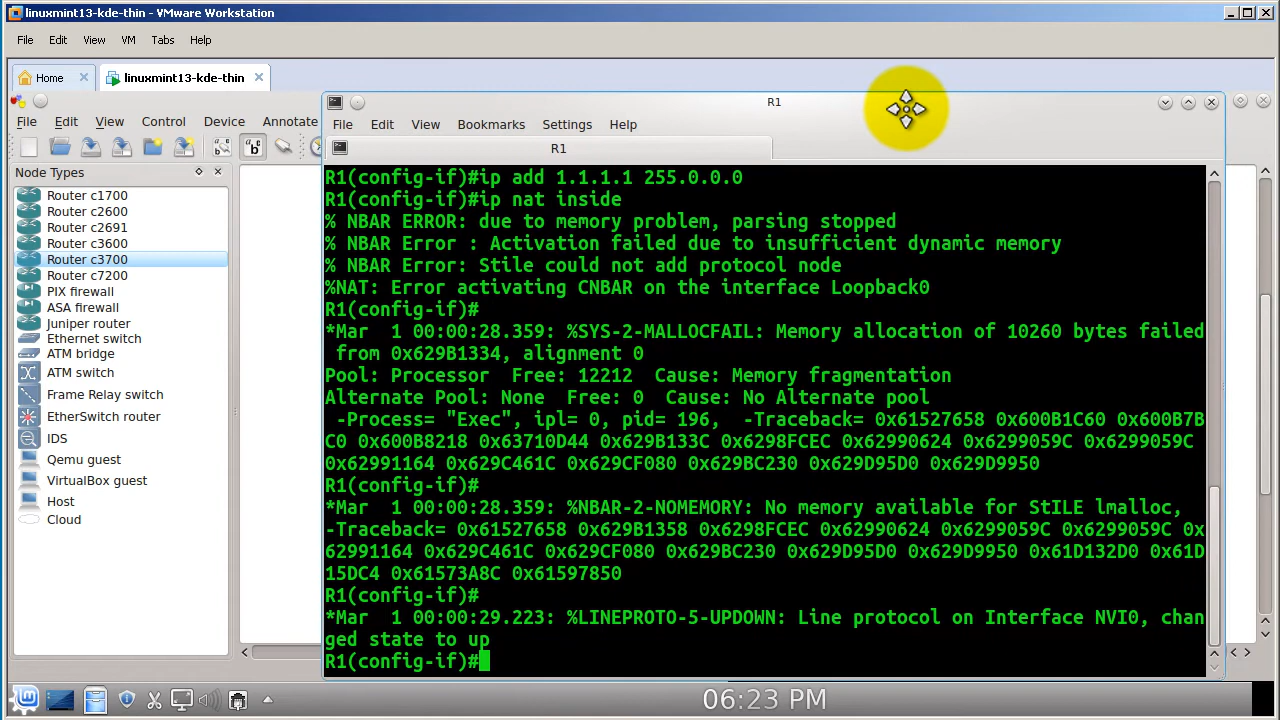 linuxmint13-kde-thin - VMware Workstation
File Edit View VM Tabs Help
Home linuxmint13-kde-thin
R1
File Edit View Control ce Annotate
File Edit View Bookmarks Settings Help
R1
Node Types
Router c1700
Router c2600
Router c2691
Router c3600
Router c3700
Router c7200
PIX firewall
ASA firewall
Juniper router
Ethernet switch
ATM bridge
ATM switch
Frame Relay switch
EtherSwitch router
IDS
Qemu guest
VirtualBox guest
Host
Cloud
R1(config-if)#ip add 1.1.1.1 255.0.0.0
R1(config-if)#ip nat inside
% NBAR ERROR: due to memory problem, parsing stopped
% NBAR Error : Activation failed due to insufficient dynamic memory
% NBAR Error: Stile could not add protocol node
%NAT: Error activating CNBAR on the interface Loopback0
R1(config-if)#
*Mar  1 00:00:28.359: %SYS-2-MALLOCFAIL: Memory allocation of 10260 bytes failed
 from 0x629B1334, alignment 0
Pool: Processor  Free: 12212  Cause: Memory fragmentation
Alternate Pool: None  Free: 0  Cause: No Alternate pool
 -Process= "Exec", ipl= 0, pid= 196,  -Traceback= 0x61527658 0x600B1C60 0x600B7B
C0 0x600B8218 0x63710D44 0x629B133C 0x6298FCEC 0x62990624 0x6299059C 0x6299059C
0x62991164 0x629C461C 0x629CF080 0x629BC230 0x629D95D0 0x629D9950
R1(config-if)#
*Mar  1 00:00:28.359: %NBAR-2-NOMEMORY: No memory available for StILE lmalloc,
-Traceback= 0x61527658 0x629B1358 0x6298FCEC 0x62990624 0x6299059C 0x6299059C 0x
62991164 0x629C461C 0x629CF080 0x629BC230 0x629D95D0 0x629D9950 0x61D132D0 0x61D
15DC4 0x61573A8C 0x61597850
R1(config-if)#
*Mar  1 00:00:29.223: %LINEPROTO-5-UPDOWN: Line protocol on Interface NVI0, chan
ged state to up
R1(config-if)#
06:23 PM